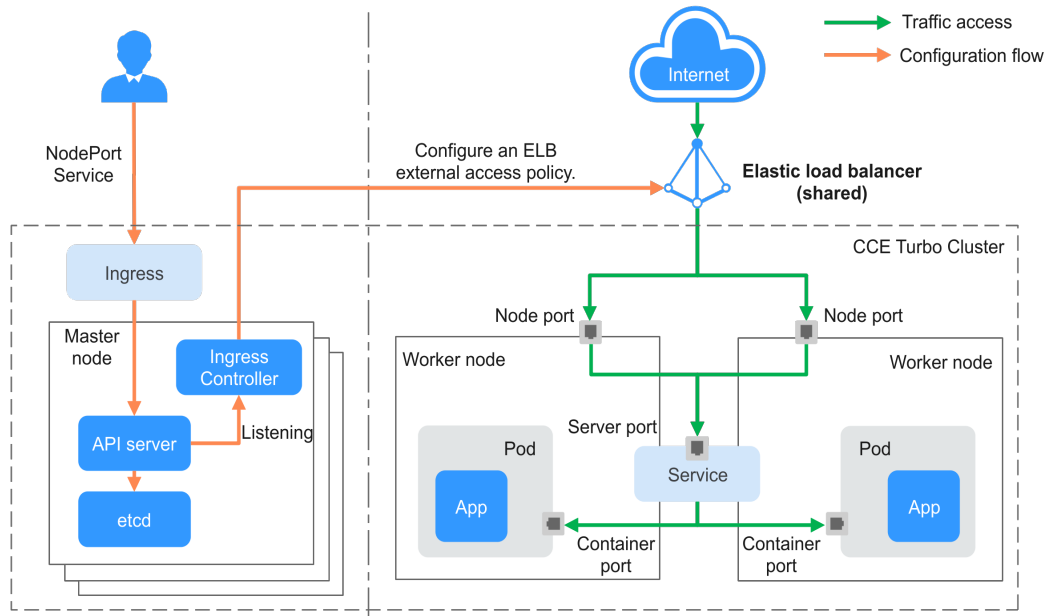 Traffic access
Configuration flow
Internet
NodePort
Service
Configure an ELB
external access policy.
Elastic load balancer
(shared)
CCE Turbo Cluster
Ingress
Master
node
Ingress
Controller
API server
Listening
etcd
Node port
Node port
Worker node
Worker node
Server port
Service
Pod
App
Pod
App
Container
port
Container
port